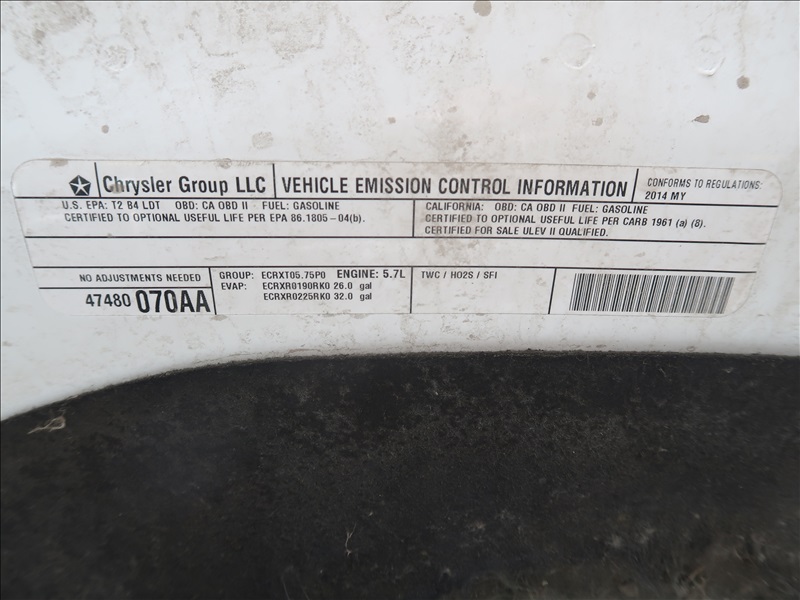 Chrysler Group LLC
VEHICLE EMISSION CONTROL INFORMATION
CONFORMS TO REGULATIONS:
2014 MY
U.S. EPA: T2 B4 LDT OBD: CA OBD II FUEL: GASOLINE
CERTIFIED TO OPTIONAL USEFUL LIFE PER EPA 86.1805-04(b).
CALIFORNIA: OBD: CA OBD II FUEL: GASOLINE
CERTIFIED TO OPTIONAL USEFUL LIFE PER CARB 1961 (a) (8).
CERTIFIED FOR SALE ULEV II QUALIFIED.
NO ADJUSTMENTS NEEDED
47480 070AA
GROUP: ECRXT05.75P0 ENGINE: 5.7L
EVAP: ECRXR0190RK0 26.0 gal
ECRXR0225RK0 32.0 gal
TWC / HO2S / SFI